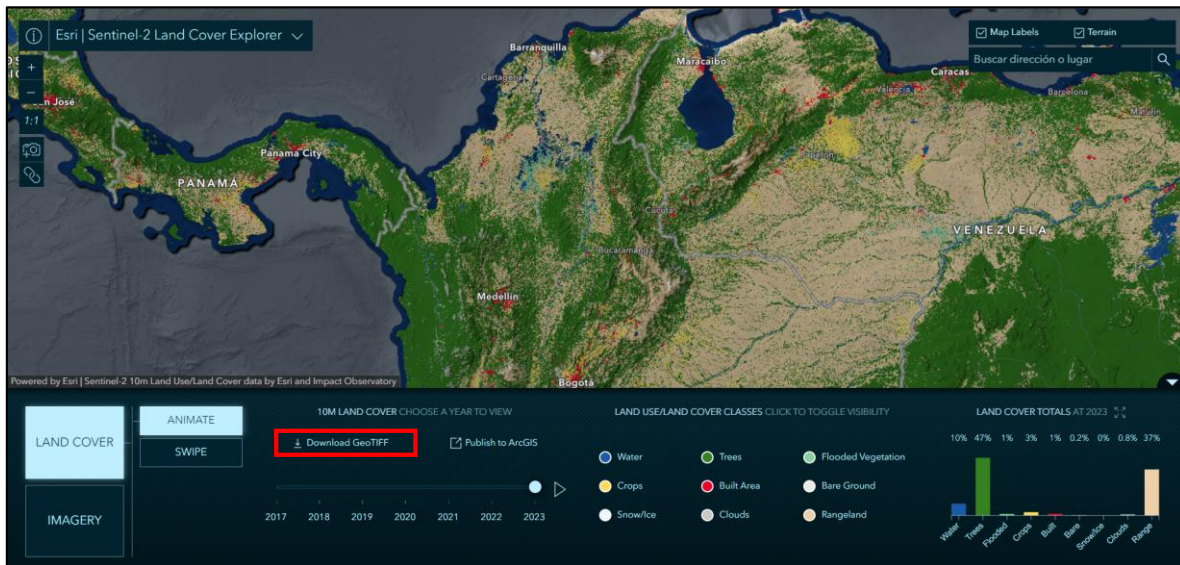 Esri | Sentinel-2 Land Cover Explorer
Map Labels
Terrain
Buscar dirección o lugar
+
−
1:1
Barranquilla
Cartagena
Maracaibo
Caracas
Valencia
Barcelona
Maturín
n José
Panama City
PANAMÁ
Cúcuta
Bucaramanga
VENEZUELA
Medellín
Bogotá
Powered by Esri | Sentinel-2 10m Land Use/Land Cover data by Esri and Impact Observatory
LAND COVER
ANIMATE
SWIPE
IMAGERY
10M LAND COVER CHOOSE A YEAR TO VIEW
Download GeoTIFF
Publish to ArcGIS
2017 2018 2019 2020 2021 2022 2023
LAND USE/LAND COVER CLASSES CLICK TO TOGGLE VISIBILITY
Water Trees Flooded Vegetation
Crops Built Area Bare Ground
Snow/Ice Clouds Rangeland
LAND COVER TOTALS AT 2023
10% 47% 1% 3% 1% 0.2% 0% 0.8% 37%
Water Trees Flooded Crops Built Bare Snow/Ice Clouds Range